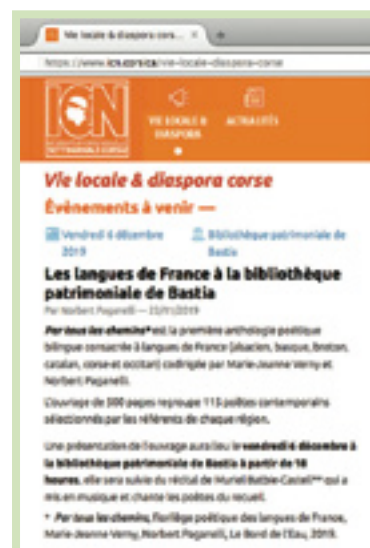 Vie locale & diaspora cors...
https://www.icn.corsica/vie-locale-diaspora-corse
ICN
VIE LOCALE &
DIASPORA
ACTUALITÉS
Vie locale & diaspora corse
Évènements à venir —
Vendredi 6 décembre
2019
Bibliothèque patrimoniale de
Bastia
Les langues de France à la bibliothèque
patrimoniale de Bastia
Par Norbert Paganelli —
Par tous les chemins* est la première anthologie poétique
bilingue consacrée à langues de France (alsacien, basque, breton,
catalan, corse et occitan) codirigée par Marie-Jeanne Verny et
Norbert Paganelli.
L'ouvrage de 500 pages regroupe 113 poètes contemporains
sélectionnés par les référents de chaque région.
Une présentation de l'ouvrage aura lieu le vendredi 6 décembre à
la bibliothèque patrimoniale de Bastia à partir de 18
heures, elle sera suivie du récital de Muriel Batbie-Castell** qui a
mis en musique et chante les poètes du recueil.
* Par tous les chemins, florilège poétique des langues de France,
Marie-Jeanne Verny, Norbert Paganelli, Le Bord de l'Eau, 2019.